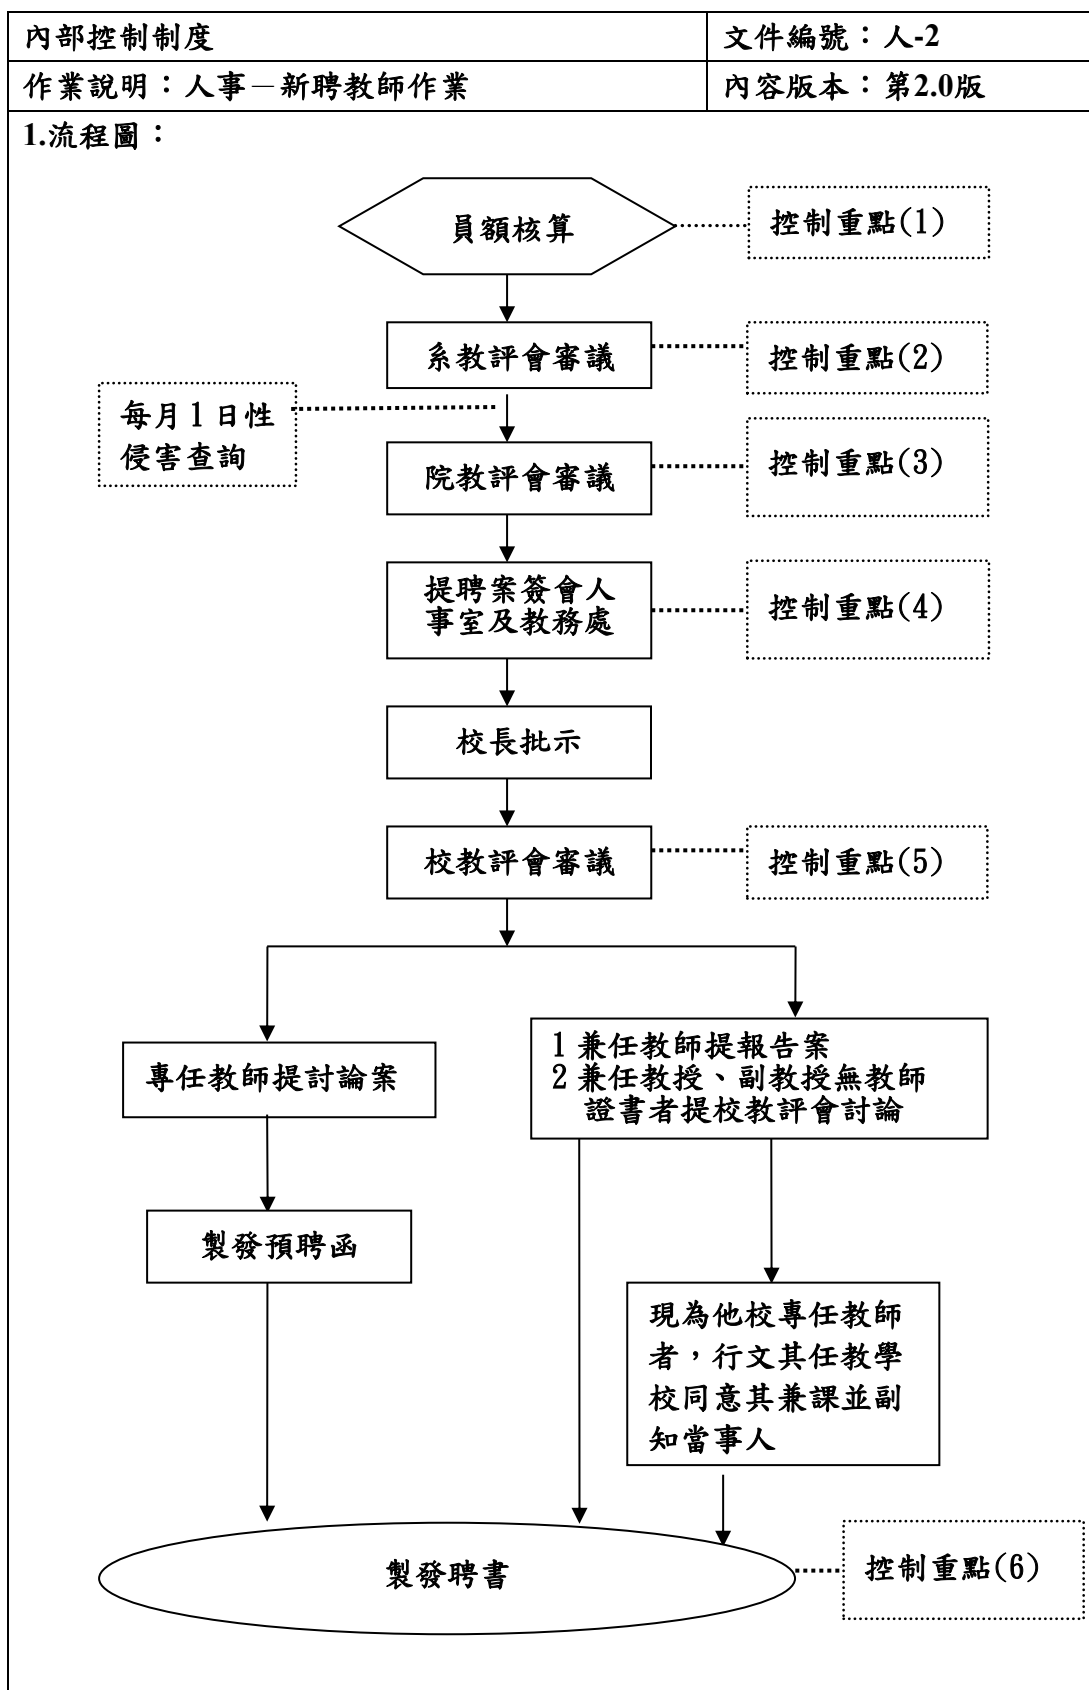 內部控制制度
文件編號：人-2
作業說明：人事－新聘教師作業
內容版本：第2.0版
1.流程圖：
員額核算
控制重點(1)
系教評會審議
控制重點(2)
每月1日性
侵害查詢
院教評會審議
控制重點(3)
提聘案簽會人
事室及教務處
控制重點(4)
校長批示
校教評會審議
控制重點(5)
專任教師提討論案
1 兼任教師提報告案
2 兼任教授、副教授無教師
證書者提校教評會討論
製發預聘函
現為他校專任教師
者，行文其任教學
校同意其兼課並副
知當事人
製發聘書
控制重點(6)